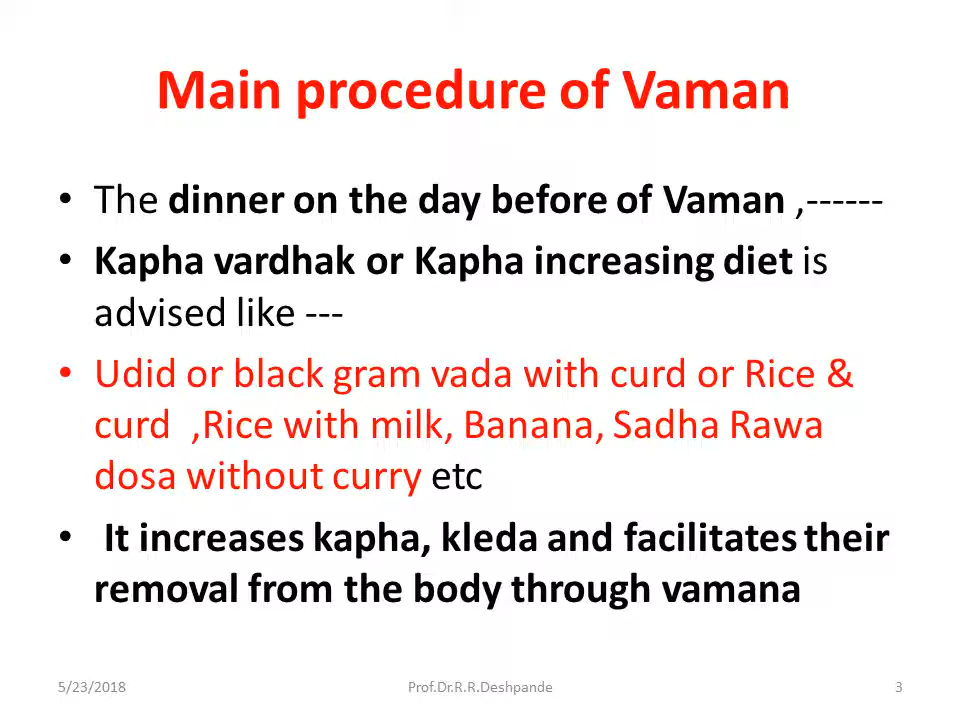 Main procedure of Vaman
• The dinner on the day before of Vaman ,------
• Kapha vardhak or Kapha increasing diet is
advised like ---
• Udid or black gram vada with curd or Rice &
curd ,Rice with milk, Banana, Sadha Rawa
dosa without curry etc
• It increases kapha, kleda and facilitates their
removal from the body through vamana
5/23/2018 Prof.Dr.R.R.Deshpande 3